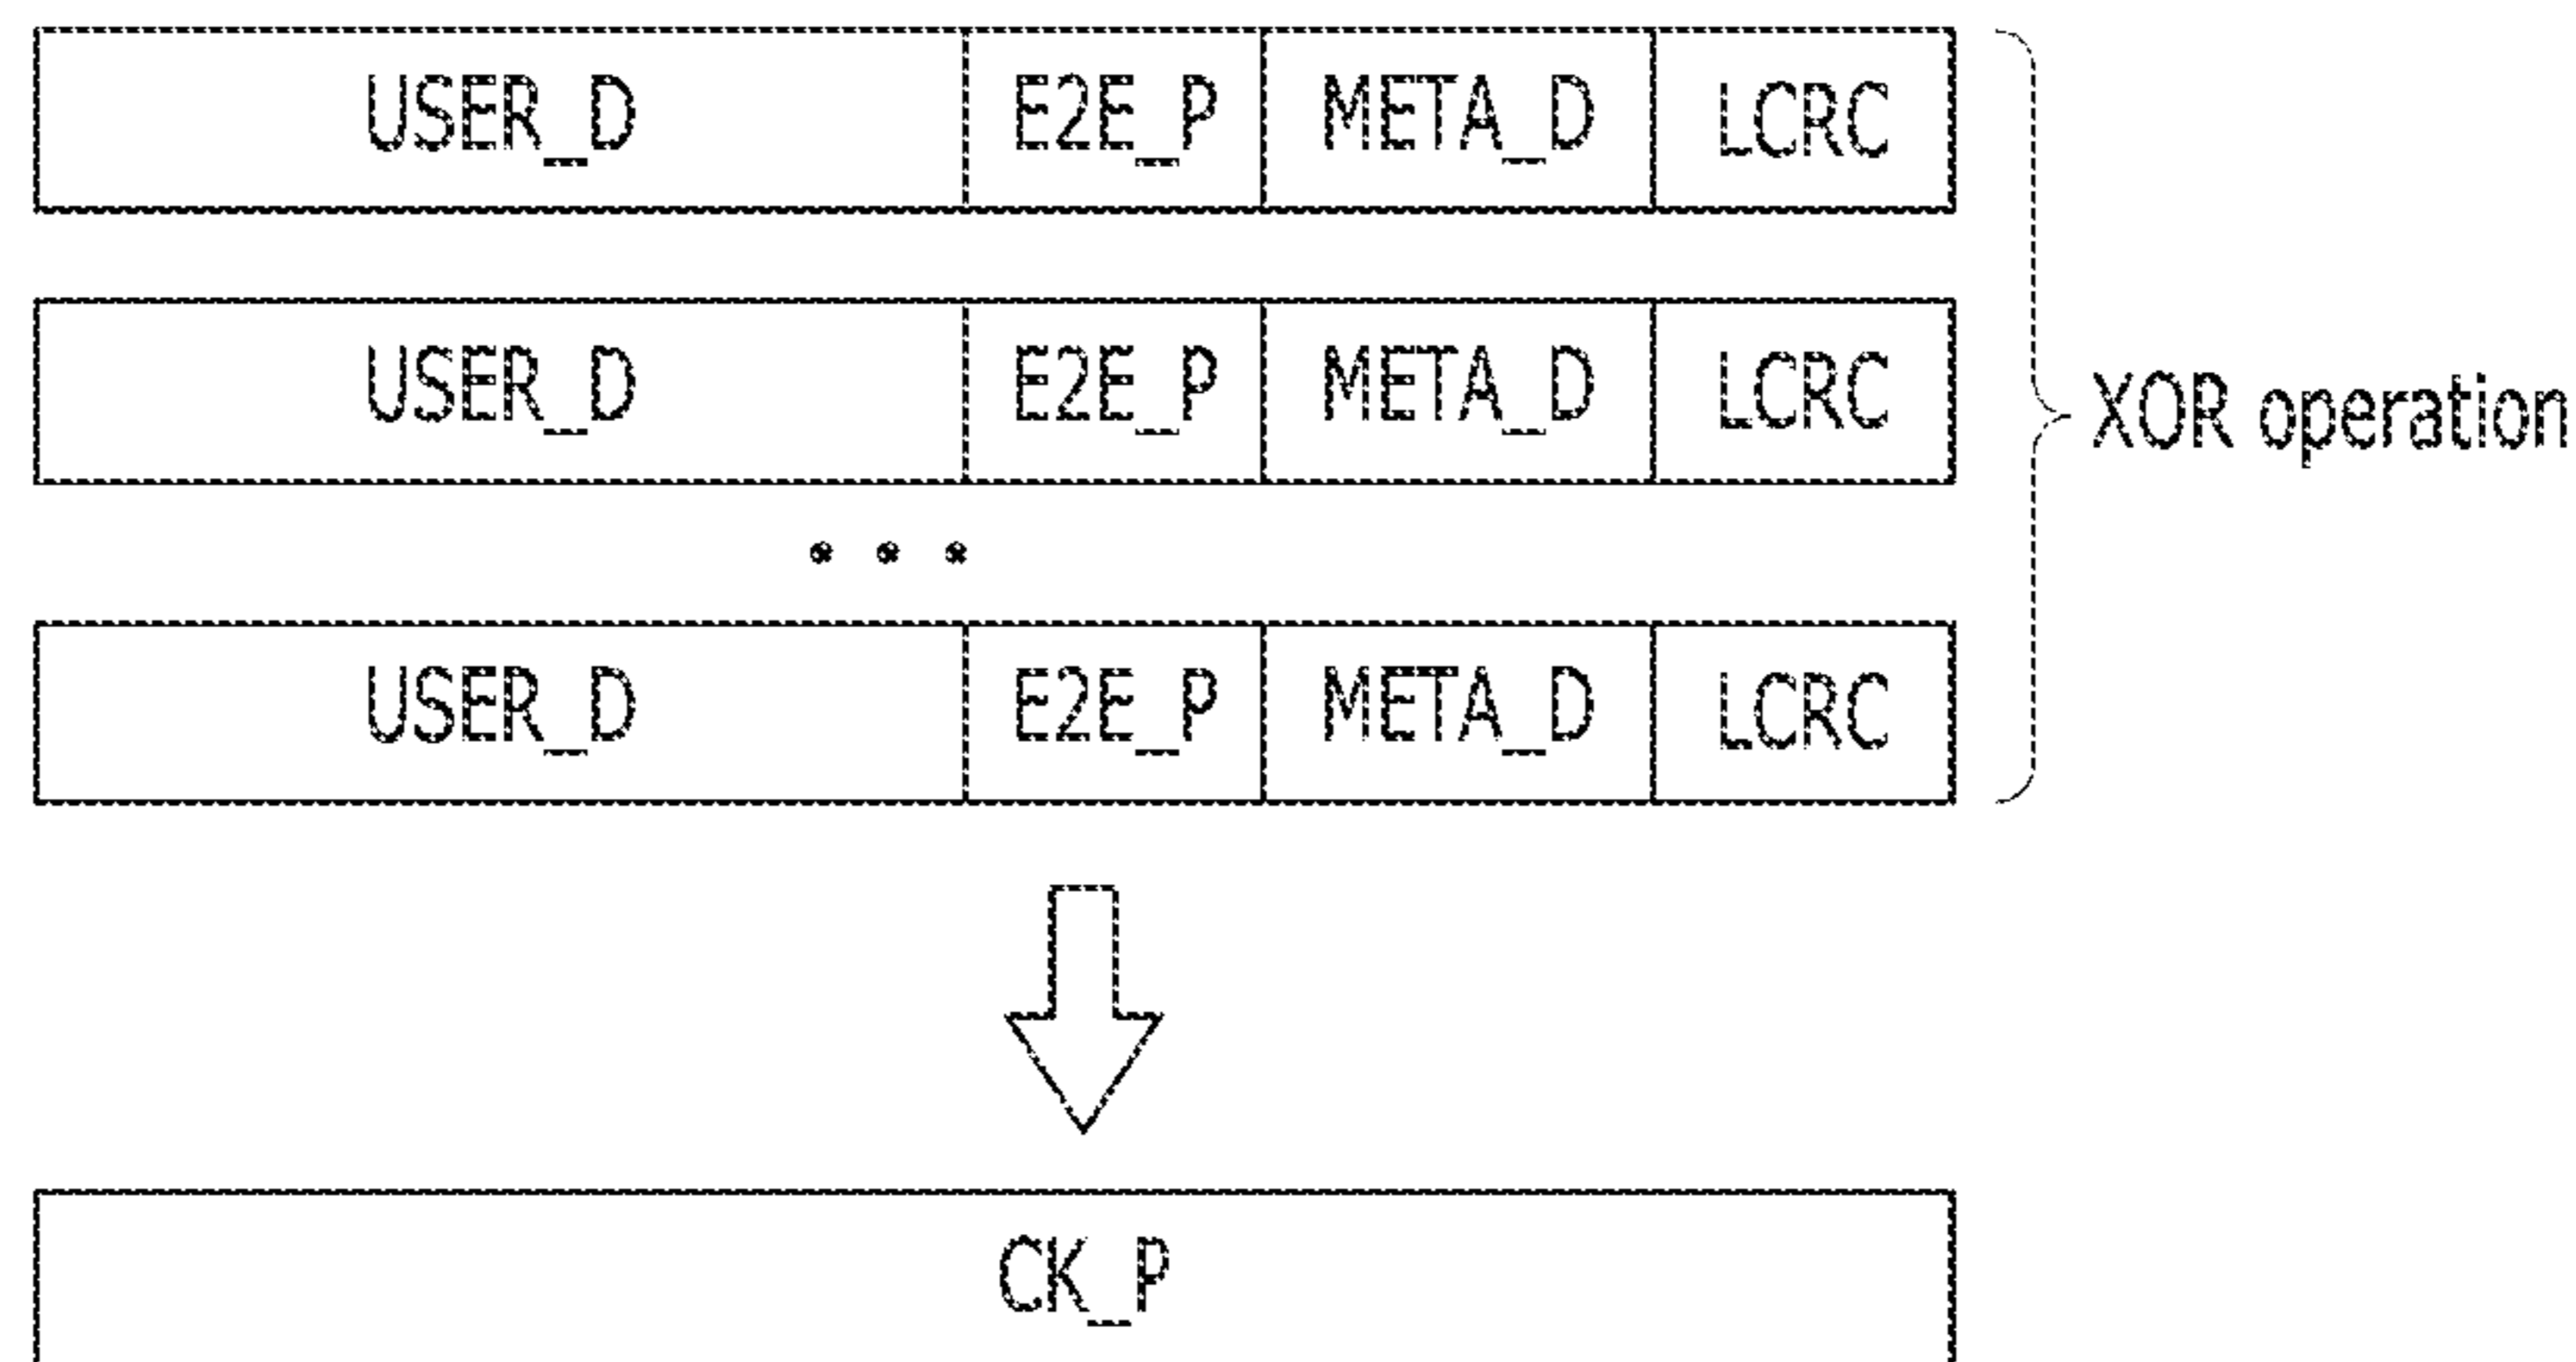 USER_D E2E_P META_D LCRC
USER_D E2E_P META_D LCRC
XOR operation
• • •
USER_D E2E_P META_D LCRC
CK_P